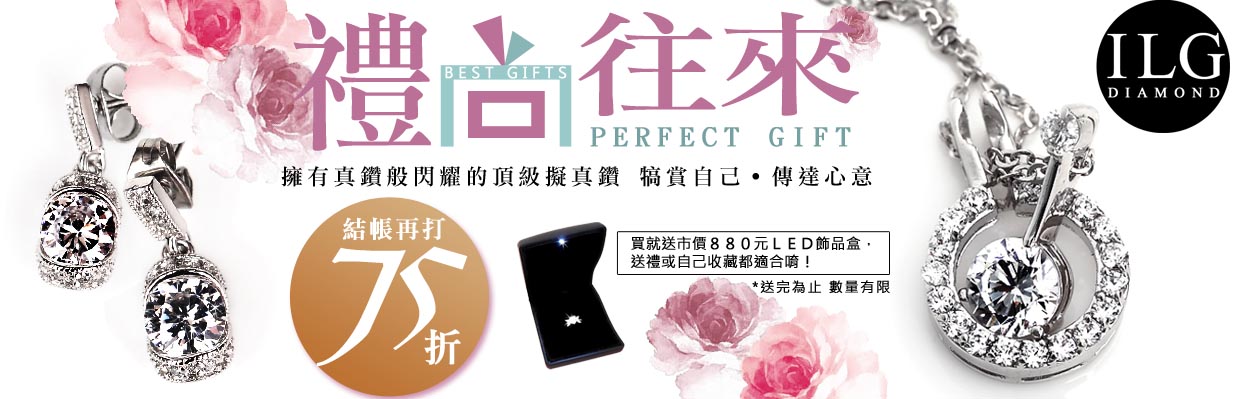 禮尚往來
BEST GIFTS
PERFECT GIFT
擁有真鑽般閃耀的頂級擬真鑽 犒賞自己•傳達心意
結帳再打
75
折
買就送市價880元LED飾品盒，
送禮或自己收藏都適合唷！
*送完為止 數量有限
ILG
DIAMOND